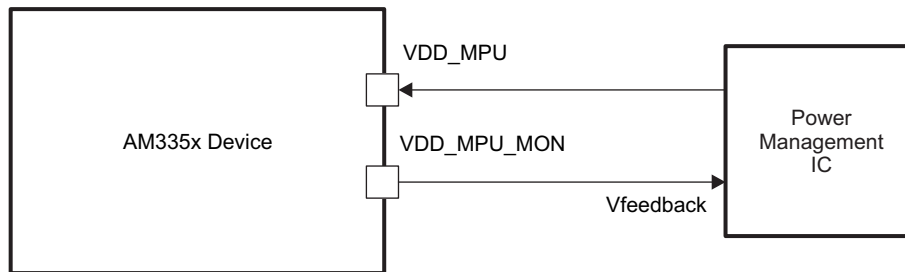 VDD_MPU
AM335x Device
VDD_MPU_MON
Vfeedback
Power
Management
IC